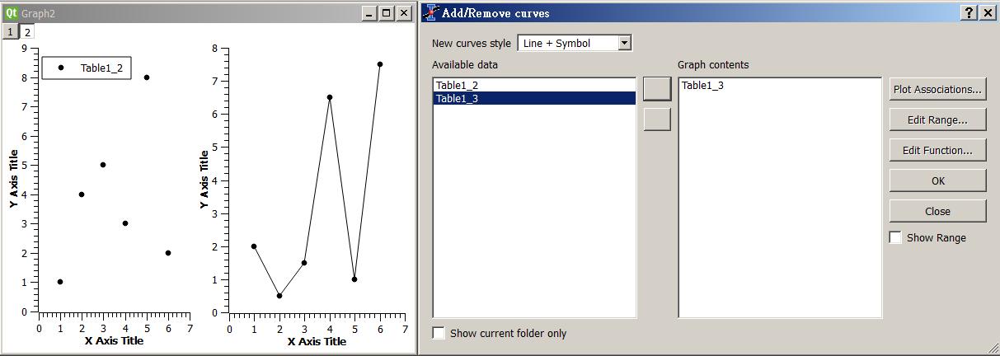 Qt Graph2
1 2
Table1_2
9
8
7
6
5
4
3
2
1
0
Y Axis Title
0 1 2 3 4 5 6 7
X Axis Title
8
7
6
5
4
3
2
1
0
Y Axis Title
0 1 2 3 4 5 6 7
X Axis Title
Add/Remove curves
New curves style Line + Symbol
Available data
Table1_2
Table1_3
Graph contents
Table1_3
Plot Associations...
Edit Range...
Edit Function...
OK
Close
Show Range
Show current folder only